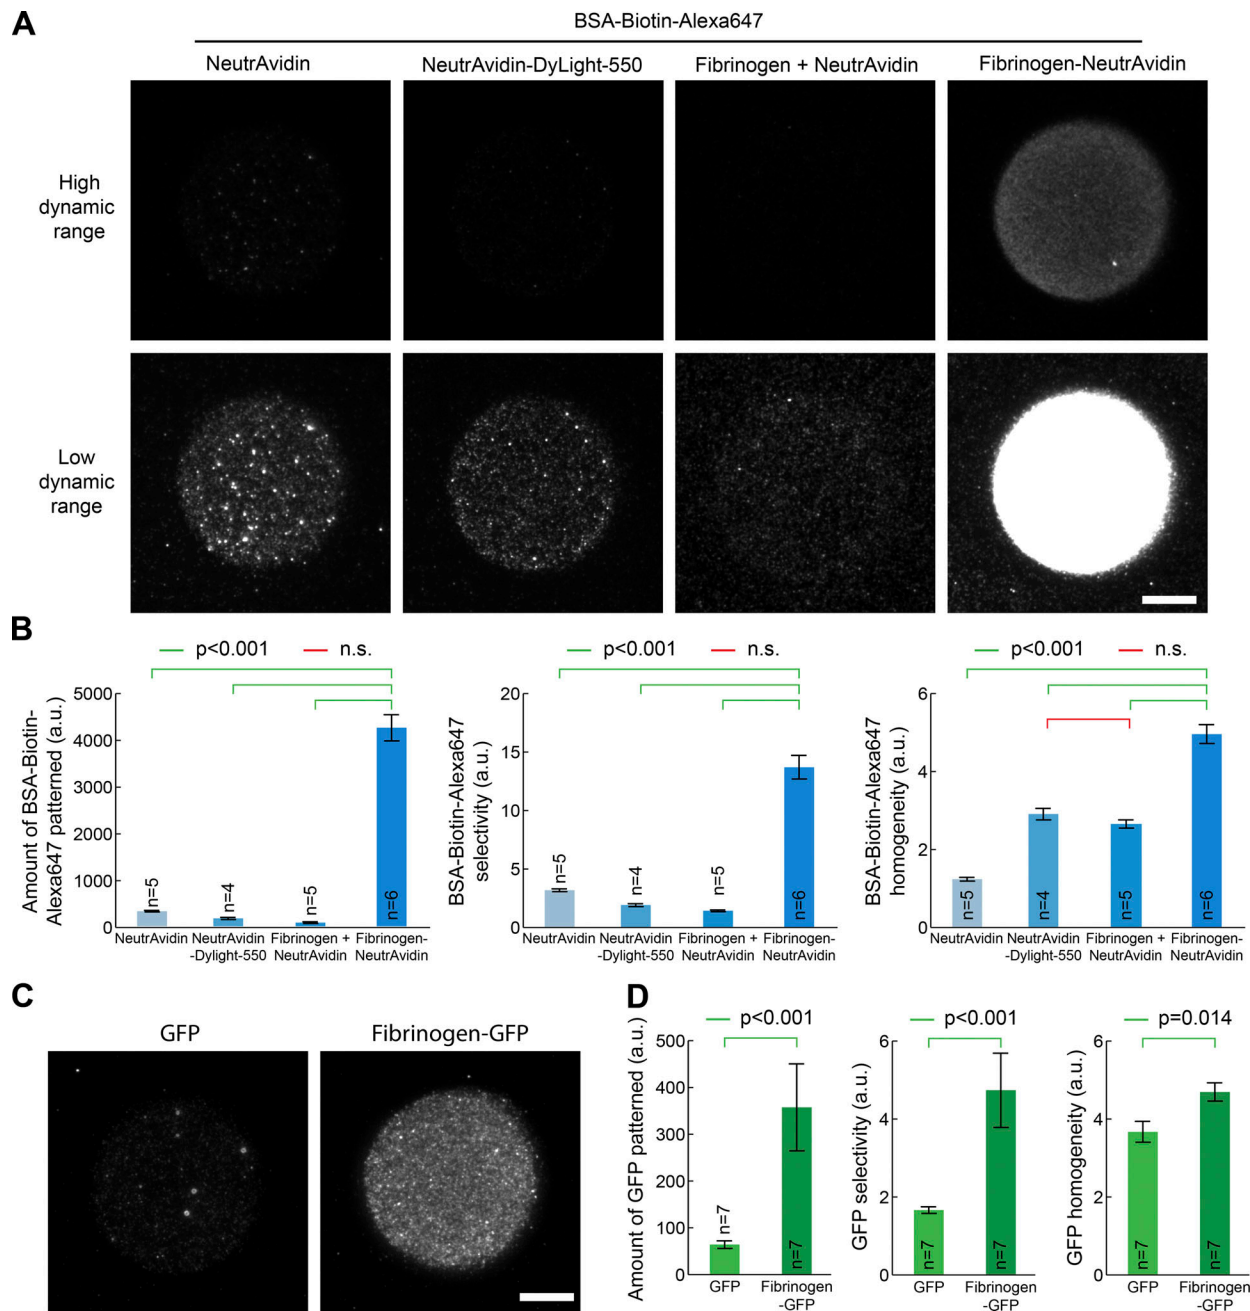 A
BSA-Biotin-Alexa647
NeutrAvidin
NeutrAvidin-DyLight-550
Fibrinogen + NeutrAvidin
Fibrinogen-NeutrAvidin
High
dynamic
range
Low
dynamic
range
B
p<0.001
n.s.
Amount of BSA-Biotin-
Alexa647 patterned (a.u.)
5000
4000
3000
2000
1000
0
n=5
n=4
n=5
n=6
NeutrAvidin
NeutrAvidin
-Dylight-550
Fibrinogen +
NeutrAvidin
Fibrinogen-
NeutrAvidin
p<0.001
n.s.
BSA-Biotin-Alexa647
selectivity (a.u.)
20
15
10
5
0
n=5
n=4
n=5
n=6
NeutrAvidin
NeutrAvidin
-Dylight-550
Fibrinogen +
NeutrAvidin
Fibrinogen-
NeutrAvidin
p<0.001
n.s.
BSA-Biotin-Alexa647
homogeneity (a.u.)
6
4
2
0
n=5
n=4
n=5
n=6
NeutrAvidin
NeutrAvidin
-Dylight-550
Fibrinogen +
NeutrAvidin
Fibrinogen-
NeutrAvidin
C
GFP
Fibrinogen-GFP
D
p<0.001
Amount of GFP patterned (a.u.)
500
400
300
200
100
0
n=7
n=7
GFP
Fibrinogen
-GFP
p<0.001
GFP selectivity (a.u.)
6
4
2
0
n=7
n=7
GFP
Fibrinogen
-GFP
p=0.014
GFP homogeneity (a.u.)
6
4
2
0
n=7
n=7
GFP
Fibrinogen
-GFP